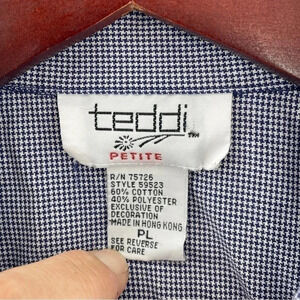 teddi TM
PETITE
R/N 75726
STYLE 59523
60% COTTON
40% POLYESTER
EXCLUSIVE OF
DECORATION
MADE IN HONG KONG
PL
SEE REVERSE
FOR CARE